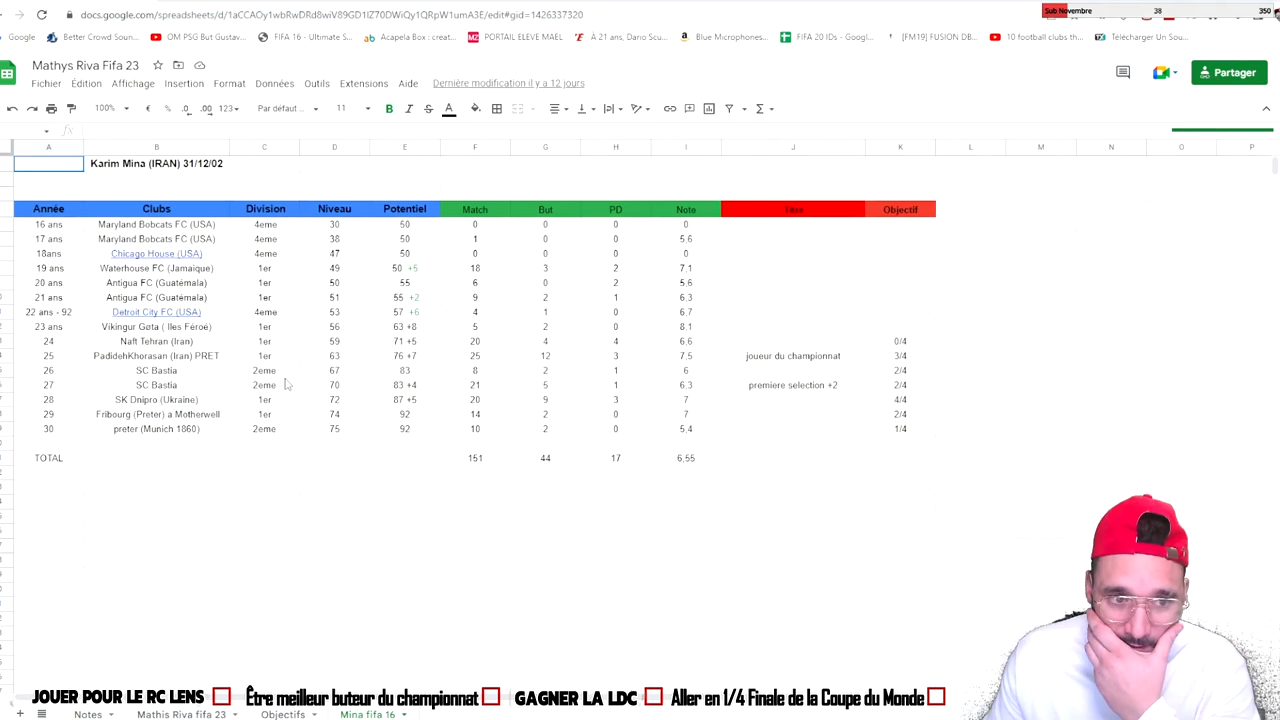 docs.google.com/spreadsheets/d/1aCCAOy1wbRwDRd8wiV89GD1IZ70DWiQy1QRpW1umA3E/edit#gid=1426337320
Sub Novembre 38 350
Google Better Crowd Soun... OM PSG But Gustav... FIFA 16 - Ultimate S... Acapela Box : creat... PORTAIL ELEVE MAEL À 21 ans, Dario Scu... Blue Microphones... FIFA 20 IDs - Googl... [FM19] FUSION DB... 10 football clubs th... Télécharger Un Sou...
Mathys Riva Fifa 23
Fichier Édition Affichage Insertion Format Données Outils Extensions Aide Dernière modification il y a 12 jours
Partager
100% € % .0 .00 123 Par défaut ... 11 B I S A
fx
A B C D E F G H I J K L M N O P
Karim Mina (IRAN) 31/12/02
Année Clubs Division Niveau Potentiel Match But PD Note Titre Objectif
16 ans Maryland Bobcats FC (USA) 4eme 30 50 0 0 0 0
17 ans Maryland Bobcats FC (USA) 4eme 38 50 1 0 0 5,6
18ans Chicago House (USA) 4eme 47 50 0 0 0 0
19 ans Waterhouse FC (Jamaique) 1er 49 50 +5 18 3 2 7,1
20 ans Antigua FC (Guatémala) 1er 50 55 6 0 2 5.6
21 ans Antigua FC (Guatémala) 1er 51 55 +2 9 2 1 6.3
22 ans - 92 Detroit City FC (USA) 4eme 53 57 +6 4 1 0 6.7
23 ans Víkingur Gøta ( Iles Féroé) 1er 56 63 +8 5 2 0 8.1
24 Naft Tehran (Iran) 1er 59 71 +5 20 4 4 6.6 0/4
25 PadidehKhorasan (Iran) PRET 1er 63 76 +7 25 12 3 7,5 joueur du championnat 3/4
26 SC Bastia 2eme 67 83 8 2 1 6 2/4
27 SC Bastia 2eme 70 83 +4 21 5 1 6.3 premiere selection +2 2/4
28 SK Dnipro (Ukraine) 1er 72 87 +5 20 9 3 7 4/4
29 Fribourg (Preter) a Motherwell 1er 74 92 14 2 0 7 2/4
30 preter (Munich 1860) 2eme 75 92 10 2 0 5,4 1/4
TOTAL 151 44 17 6,55
JOUER POUR LE RC LENS Être meilleur buteur du championnat GAGNER LA LDC Aller en 1/4 Finale de la Coupe du Monde
Notes Mathis Riva fifa 23 Objectifs Mina fifa 16